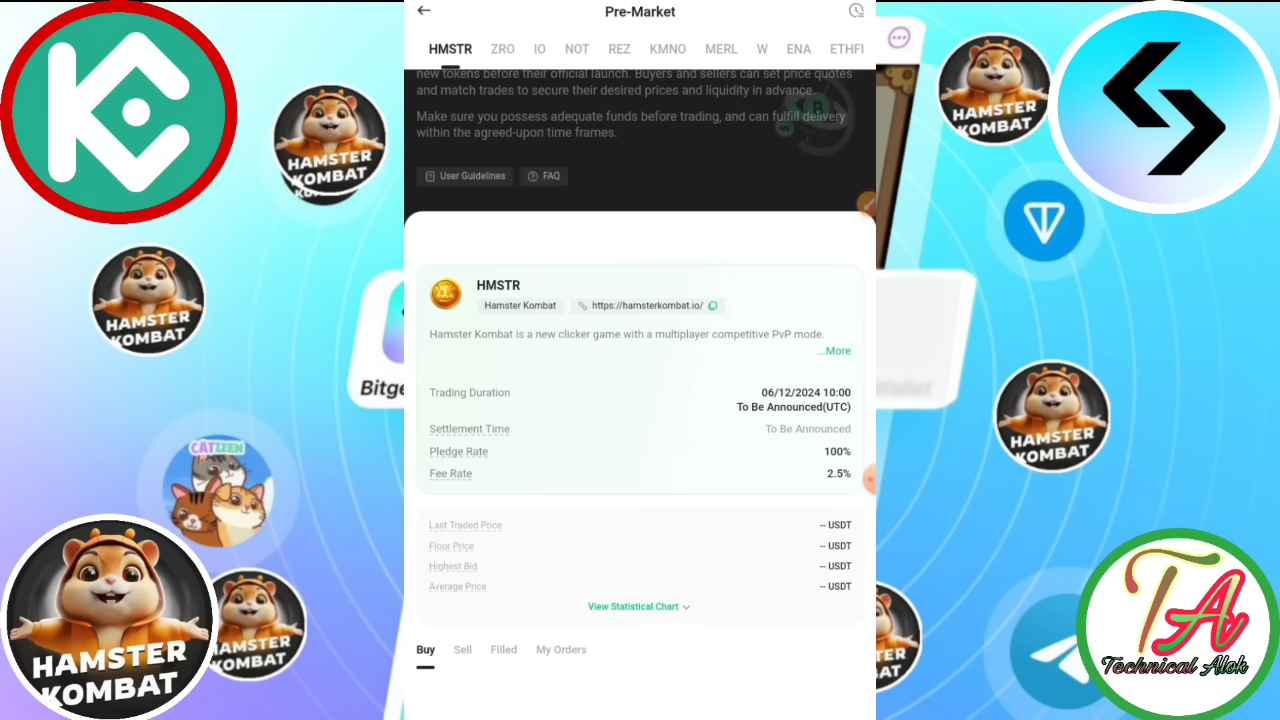 Pre-Market
HMSTR ZRO IO NOT REZ KMNO MERL W ENA ETHFI
new tokens before their official launch. Buyers and sellers can set price quotes
and match trades to secure their desired prices and liquidity in advance.
Make sure you possess adequate funds before trading, and can fulfill delivery
within the agreed-upon time frames.
User Guidelines FAQ
HMSTR
Hamster Kombat https://hamsterkombat.io/
Hamster Kombat is a new clicker game with a multiplayer competitive PvP mode.
...More
Trading Duration 06/12/2024 10:00
To Be Announced(UTC)
Settlement Time To Be Announced
Pledge Rate 100%
Fee Rate 2.5%
Last Traded Price -- USDT
Floor Price -- USDT
Highest Bid -- USDT
Average Price -- USDT
View Statistical Chart
Buy Sell Filled My Orders
HAMSTER
KOMBAT
HAMSTER
KOMBAT
CATIZEN
HAMSTER
KOMBAT
HAMSTER
KOMBAT
Bitge
HAMSTER
KOMBAT
Wallet
HAMSTER
KOMBAT
TA
Technical Alok